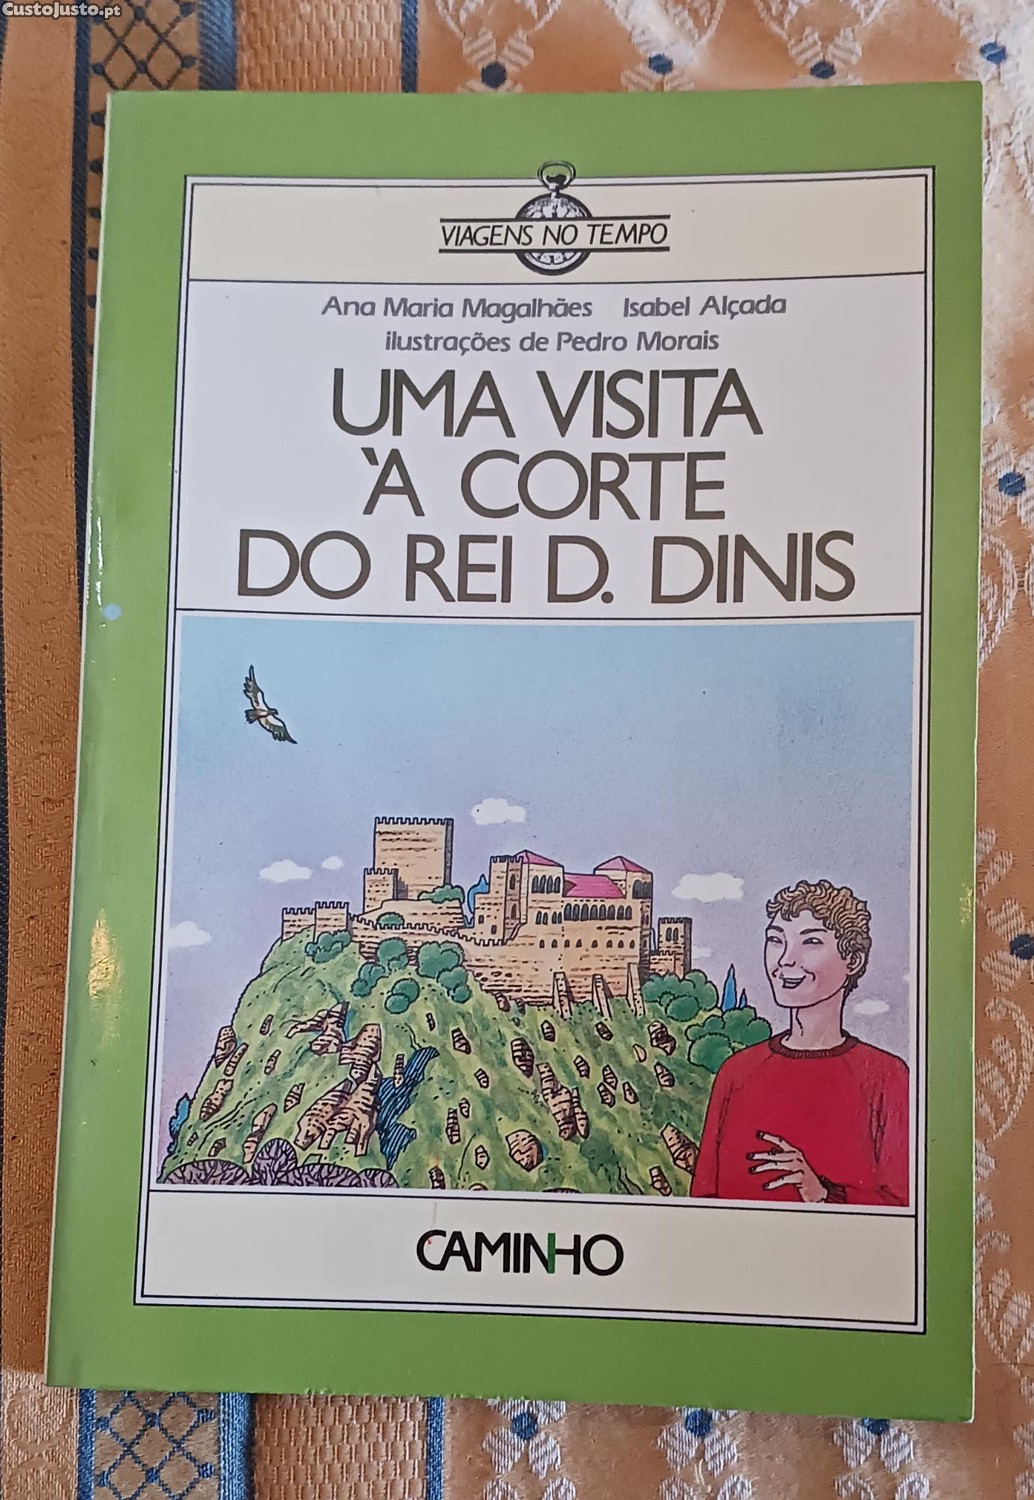 CustoJusto.pt
VIAGENS NO TEMPO
Ana Maria Magalhães Isabel Alçada
ilustrações de Pedro Morais
UMA VISITA
À CORTE
DO REI D. DINIS
CAMINHO